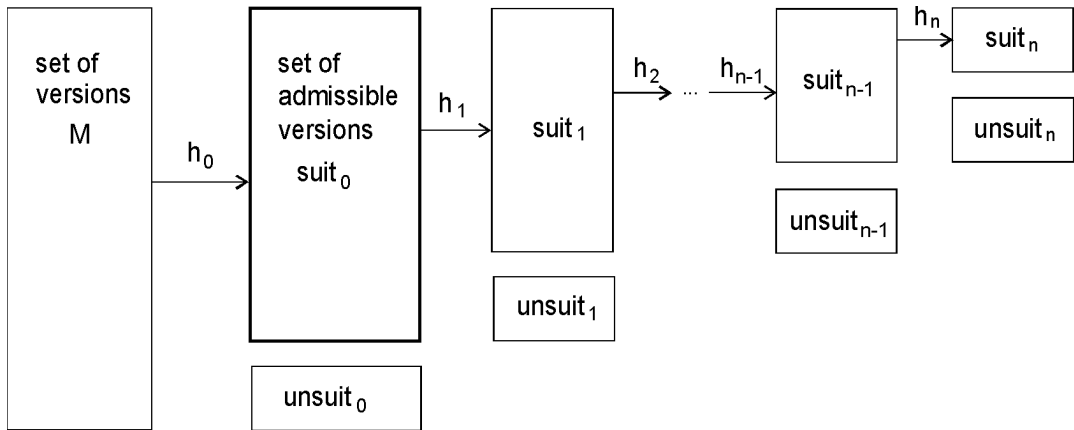 set of
versions
M
h₀
set of
admissible
versions
suit₀
unsuit₀
h₁
suit₁
unsuit₁
h₂
...
hₙ₋₁
suitₙ₋₁
unsuitₙ₋₁
hₙ
suitₙ
unsuitₙ